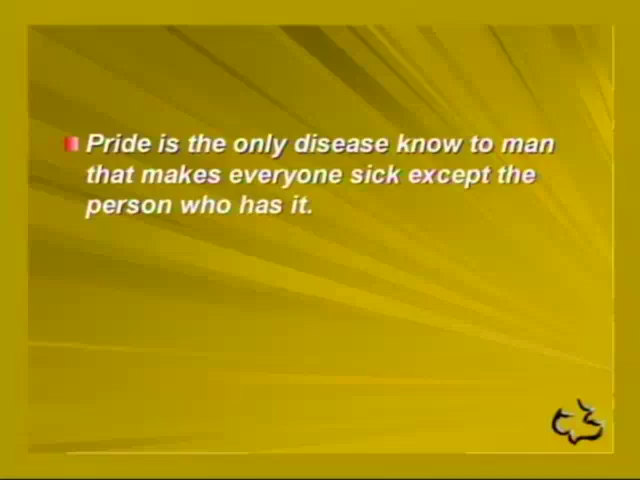 Pride is the only disease know to man
that makes everyone sick except the
person who has it.